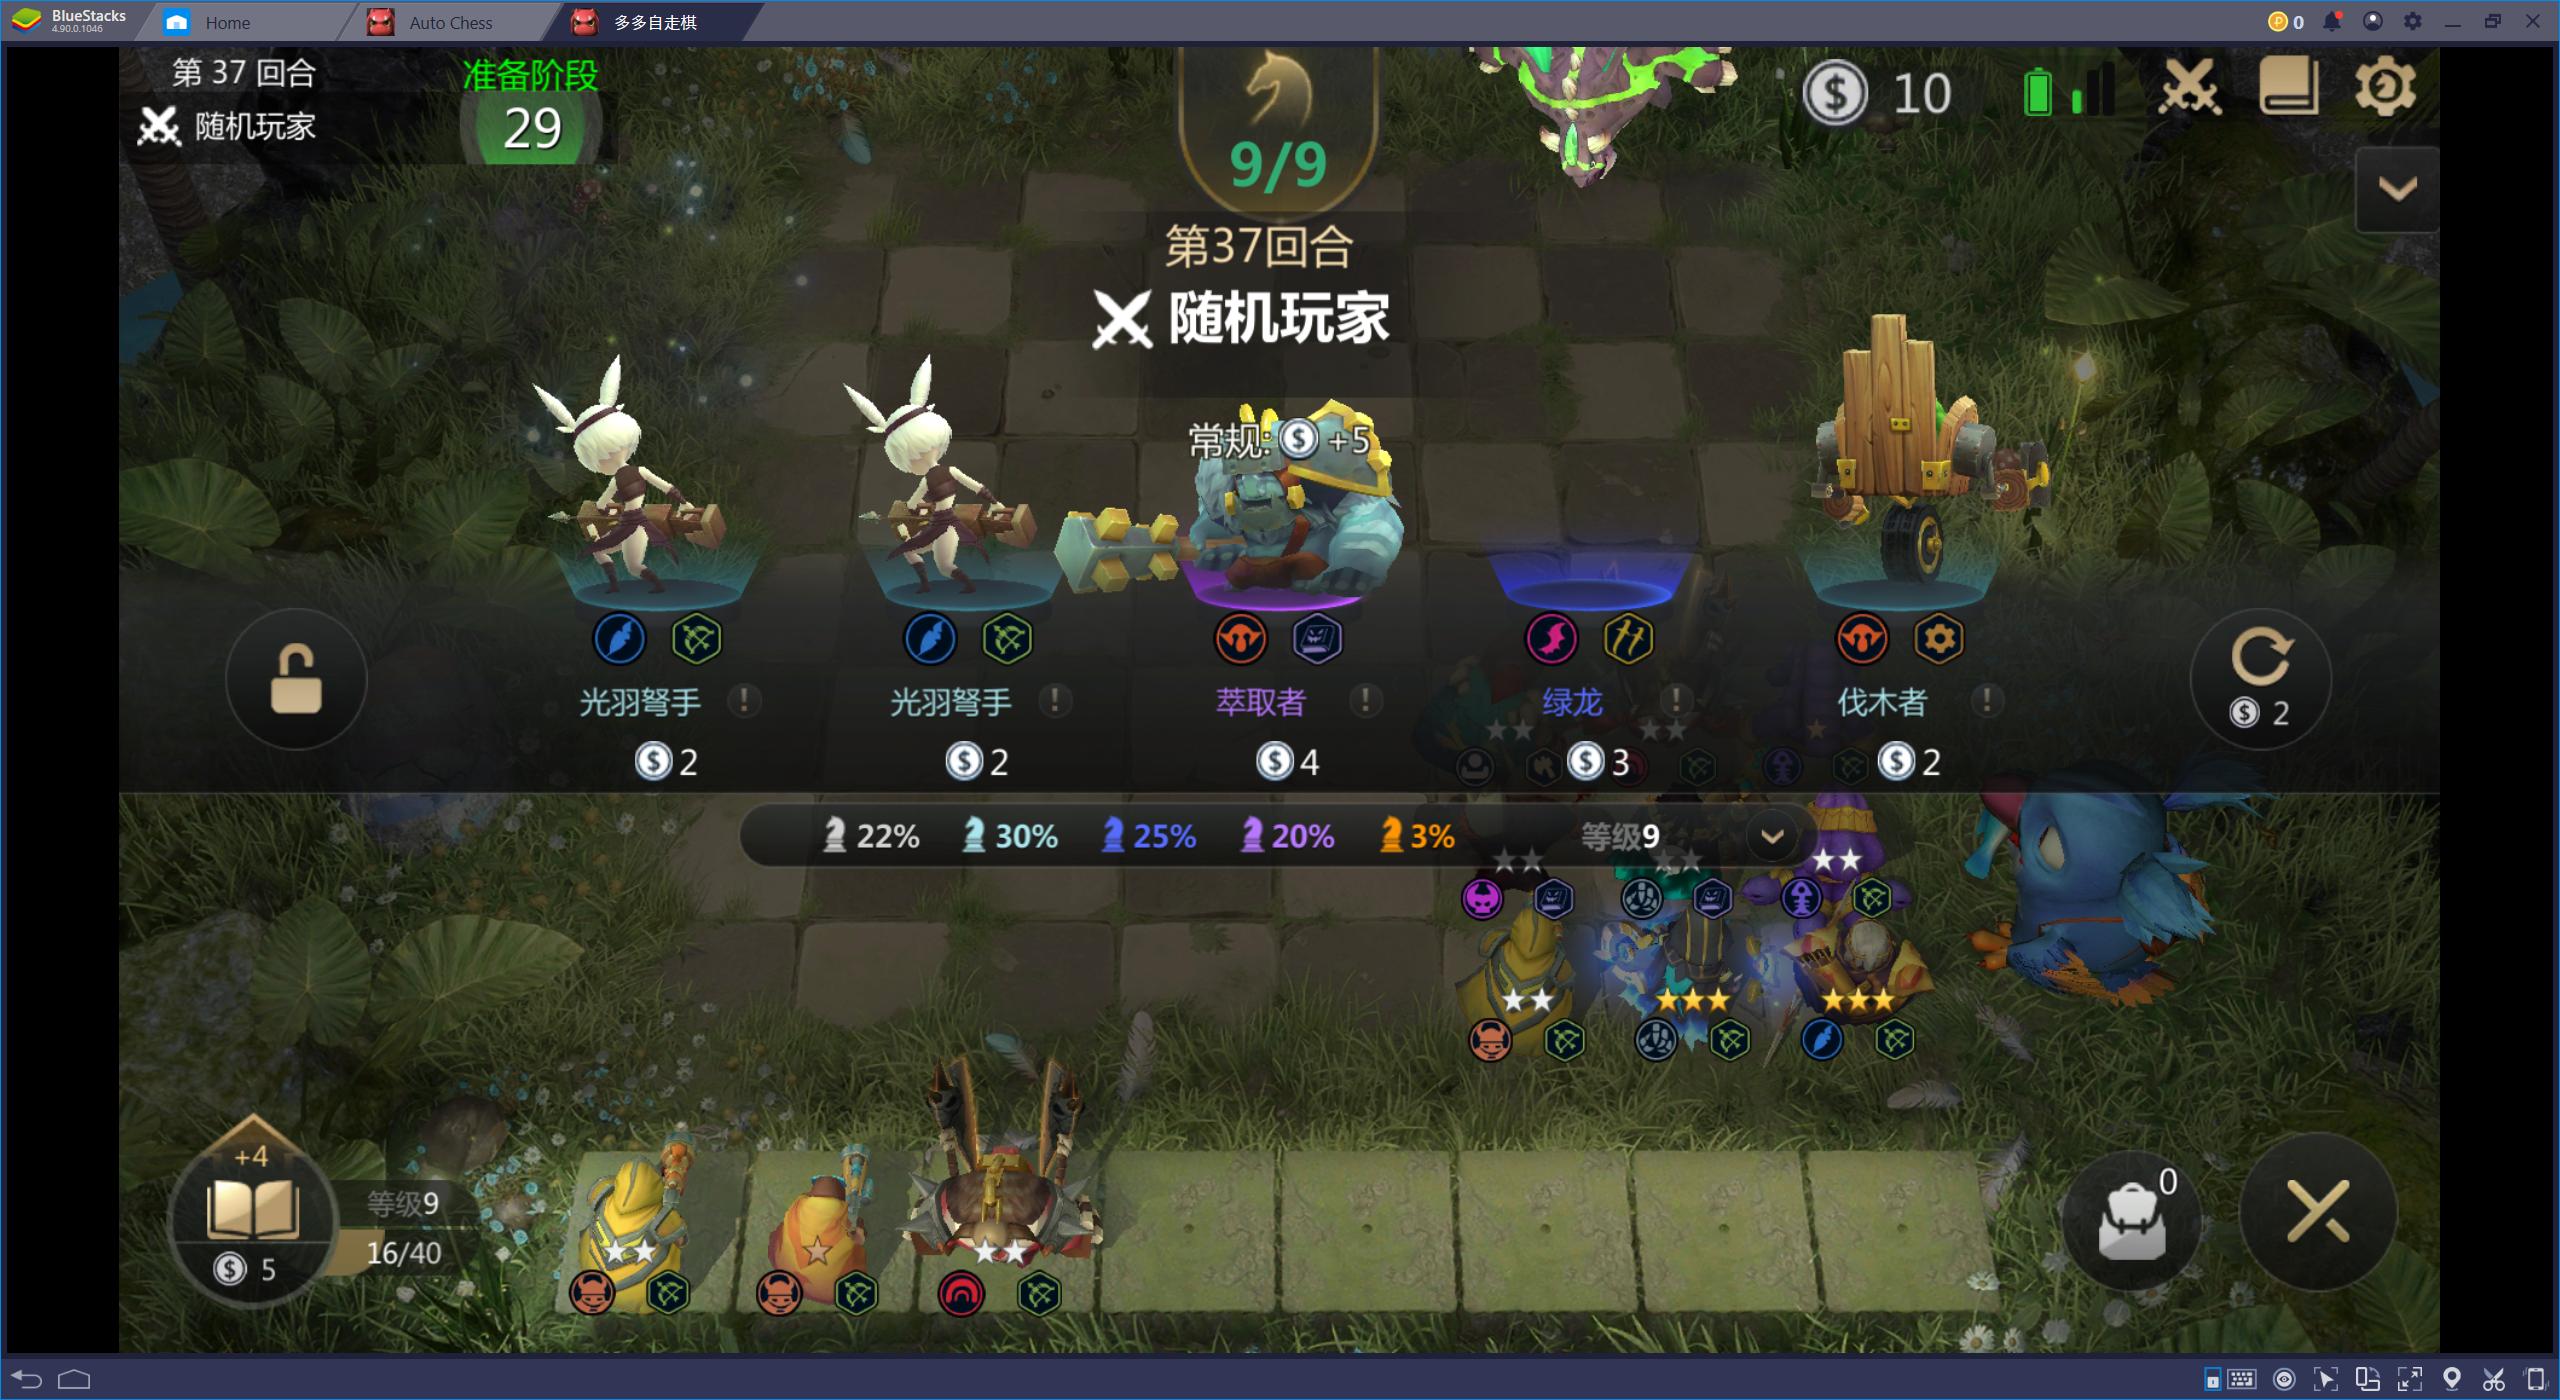 BlueStacks
4.90.0.1046
Home
Auto Chess
多多自走棋
0
第 37 回合
准备阶段
随机玩家
29
9/9
10
第37回合
随机玩家
常规: $ +5
光羽弩手 !
光羽弩手 !
萃取者 !
绿龙 !
伐木者 !
$ 2
$ 2
$ 4
$ 3
$ 2
$ 2
22% 30% 25% 20% 3% 等级9
+4
等级9
16/40
$ 5
0